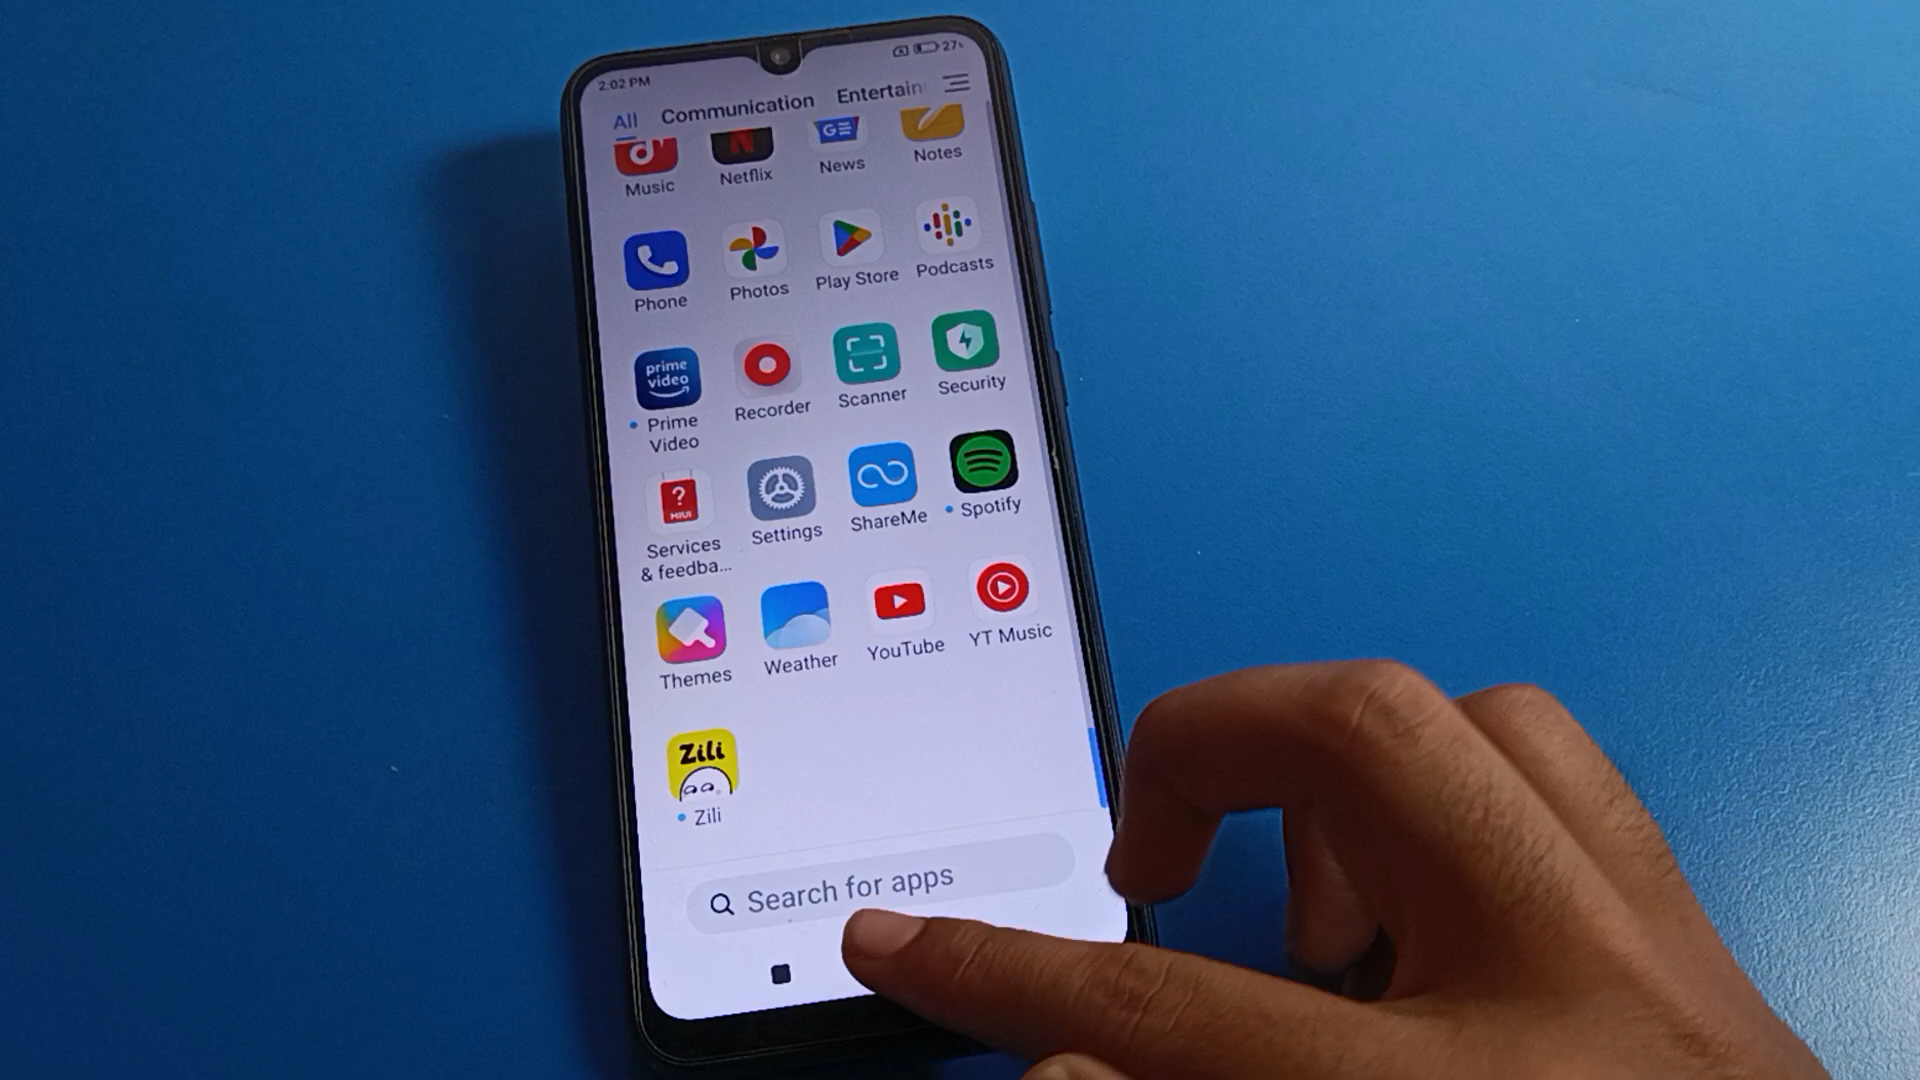 2:02 PM 27%
All Communication Entertain
Music Netflix News Notes
GE
N
Phone Photos Play Store Podcasts
prime
video
Prime
Video
Recorder Scanner Security
?
MIUI
Services
& feedba...
Settings ShareMe Spotify
Themes Weather YouTube YT Music
Zili
Zili
Search for apps